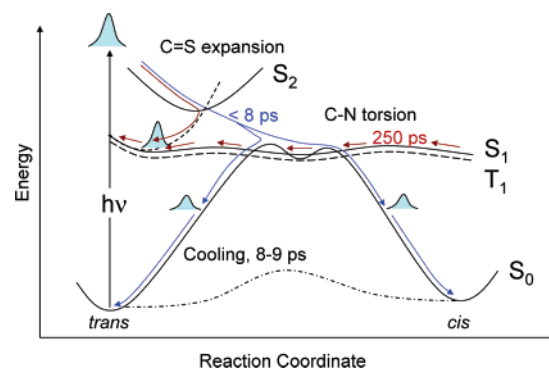 C=S expansion
S2
< 8 ps
C-N torsion
250 ps
S1
T1
Energy
hν
Cooling, 8-9 ps
S0
trans
cis
Reaction Coordinate